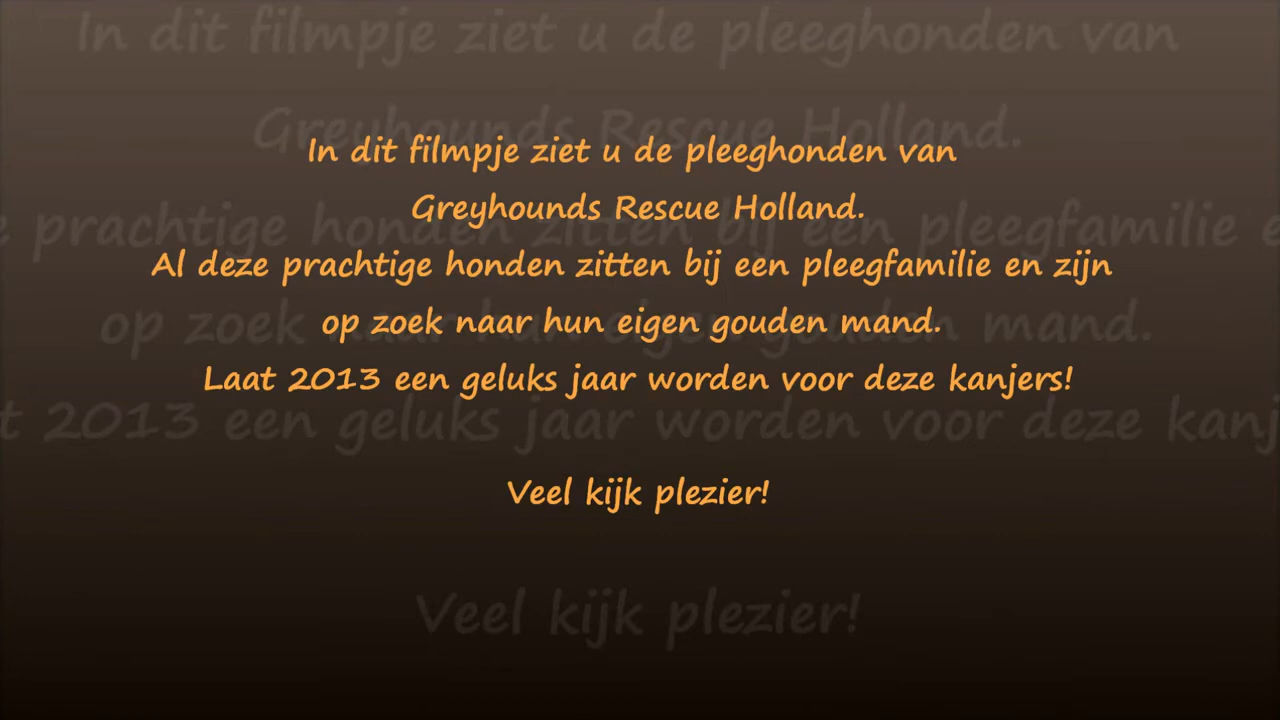 In dit filmpje ziet u de pleeghonden van
Greyhounds Rescue Holland.
Al deze prachtige honden zitten bij een pleegfamilie en zijn
op zoek naar hun eigen gouden mand.
Laat 2013 een geluks jaar worden voor deze kanjers!
Veel kijk plezier!